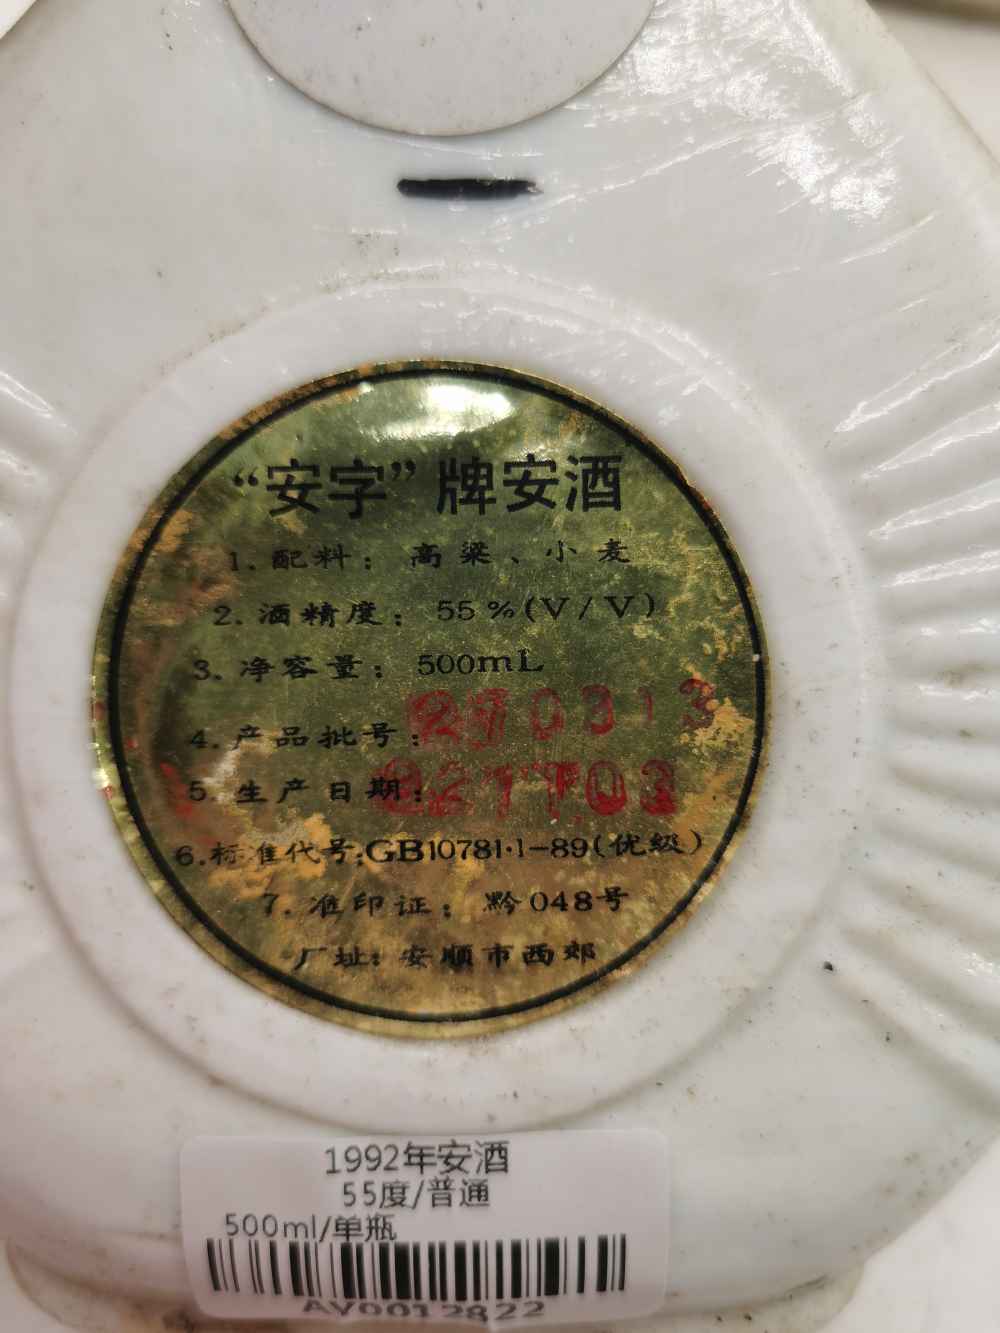 “安字”牌安酒
1.配料：高粱、小麦
2.酒精度：55%(V/V)
3.净容量：500mL
4.产品批号：
5.生产日期：
6.标准代号:GB10781·1-89(优级)
7.准印证：黔048号
厂址：安顺市西郊
1992年安酒
55度/普通
500ml/单瓶
AY0012822